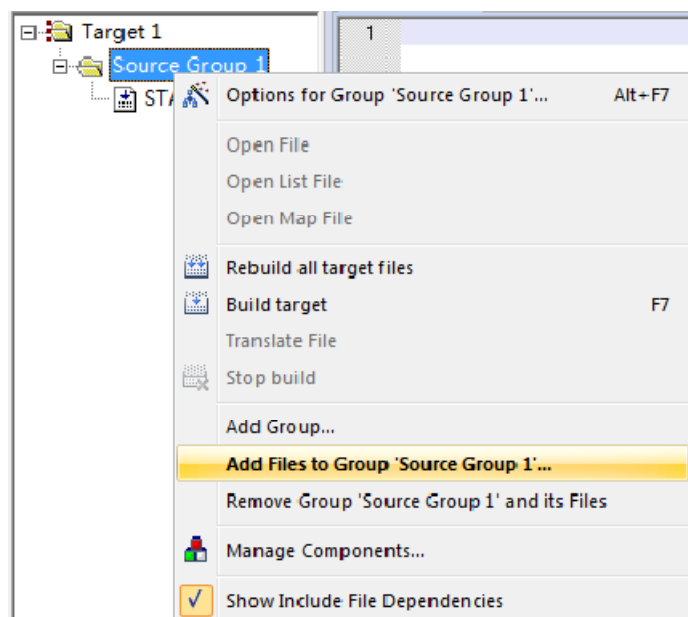 Target 1
1
Source Group 1
STA
Options for Group 'Source Group 1'... Alt+F7
Open File
Open List File
Open Map File
Rebuild all target files
Build target F7
Translate File
Stop build
Add Group...
Add Files to Group 'Source Group 1'...
Remove Group 'Source Group 1' and its Files
Manage Components...
Show Include File Dependencies